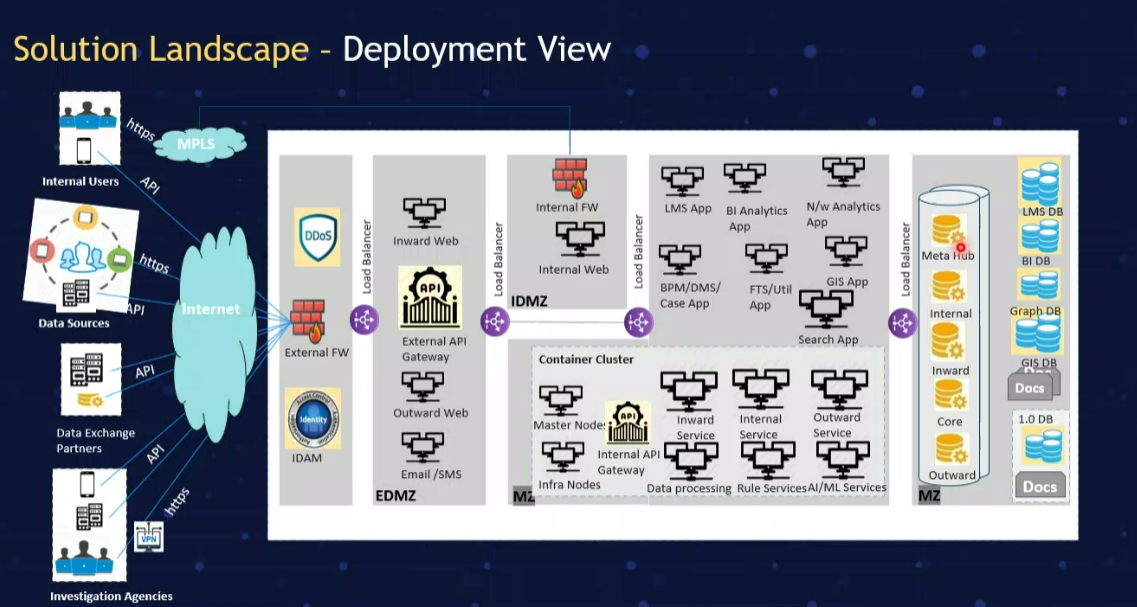 Solution Landscape - Deployment View
https
MPLS
Internal Users
API
https
API
Data Sources
Internet
API
Data Exchange
Partners
API
https
VPN
Investigation Agencies
DDoS
External FW
Identity
IDAM
Load Balancer
Inward Web
API
External API
Gateway
Outward Web
Email /SMS
EDMZ
Load Balancer
Internal FW
Internal Web
IDMZ
Load Balancer
LMS App
BI Analytics
App
N/w Analytics
App
BPM/DMS/
Case App
FTS/Util
App
GIS App
Search App
Container Cluster
Master Nodes
API
Internal API
Gateway
Infra Nodes
Inward
Service
Internal
Service
Outward
Service
Data processing
Rule Services
AI/ML Services
MZ
Load Balancer
Meta Hub
Internal
Inward
Core
Outward
MZ
LMS DB
BI DB
Graph DB
GIS DB
Docs
1.0 DB
Docs